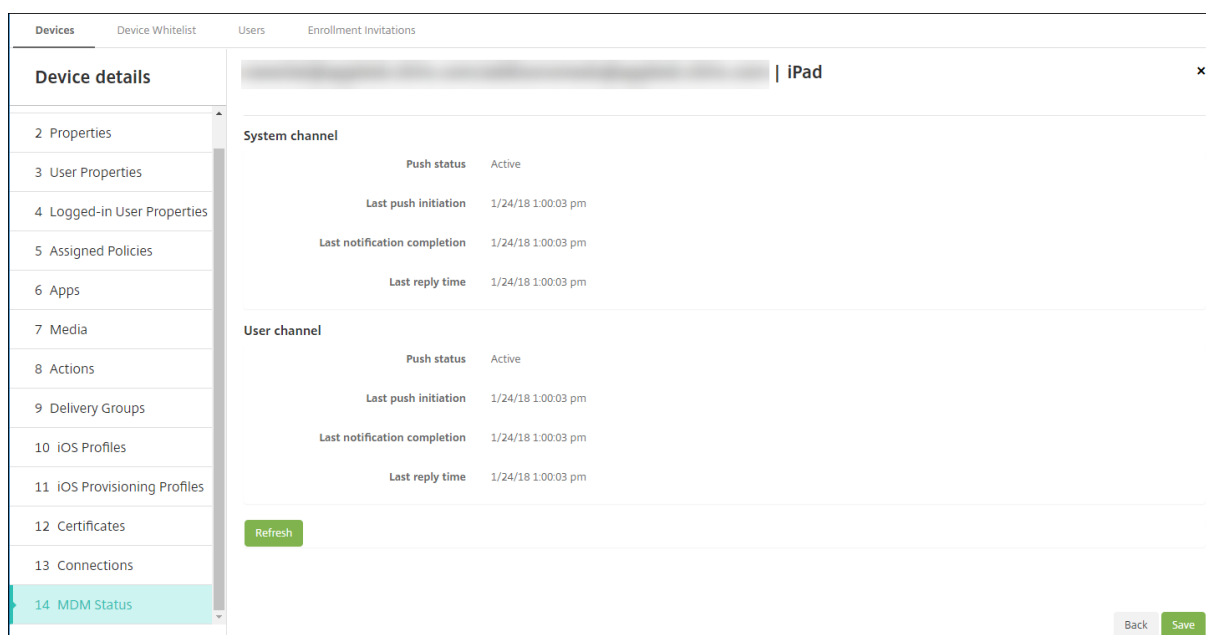 Devices Device Whitelist Users Enrollment Invitations
Device details
| iPad
×
2 Properties
3 User Properties
4 Logged-in User Properties
5 Assigned Policies
6 Apps
7 Media
8 Actions
9 Delivery Groups
10 iOS Profiles
11 iOS Provisioning Profiles
12 Certificates
13 Connections
14 MDM Status
System channel
Push status Active
Last push initiation 1/24/18 1:00:03 pm
Last notification completion 1/24/18 1:00:03 pm
Last reply time 1/24/18 1:00:03 pm
User channel
Push status Active
Last push initiation 1/24/18 1:00:03 pm
Last notification completion 1/24/18 1:00:03 pm
Last reply time 1/24/18 1:00:03 pm
Refresh
Back Save